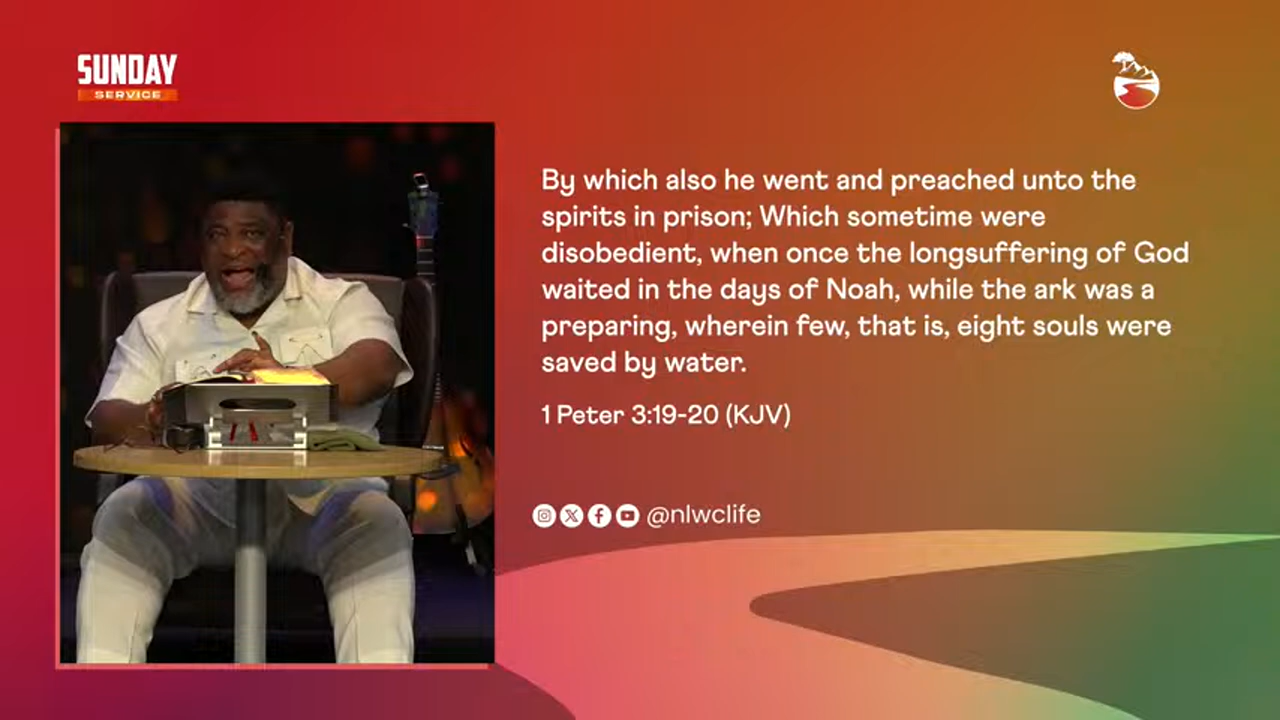 SUNDAY
SERVICE
By which also he went and preached unto the
spirits in prison; Which sometime were
disobedient, when once the longsuffering of God
waited in the days of Noah, while the ark was a
preparing, wherein few, that is, eight souls were
saved by water.
1 Peter 3:19-20 (KJV)
@nlwclife